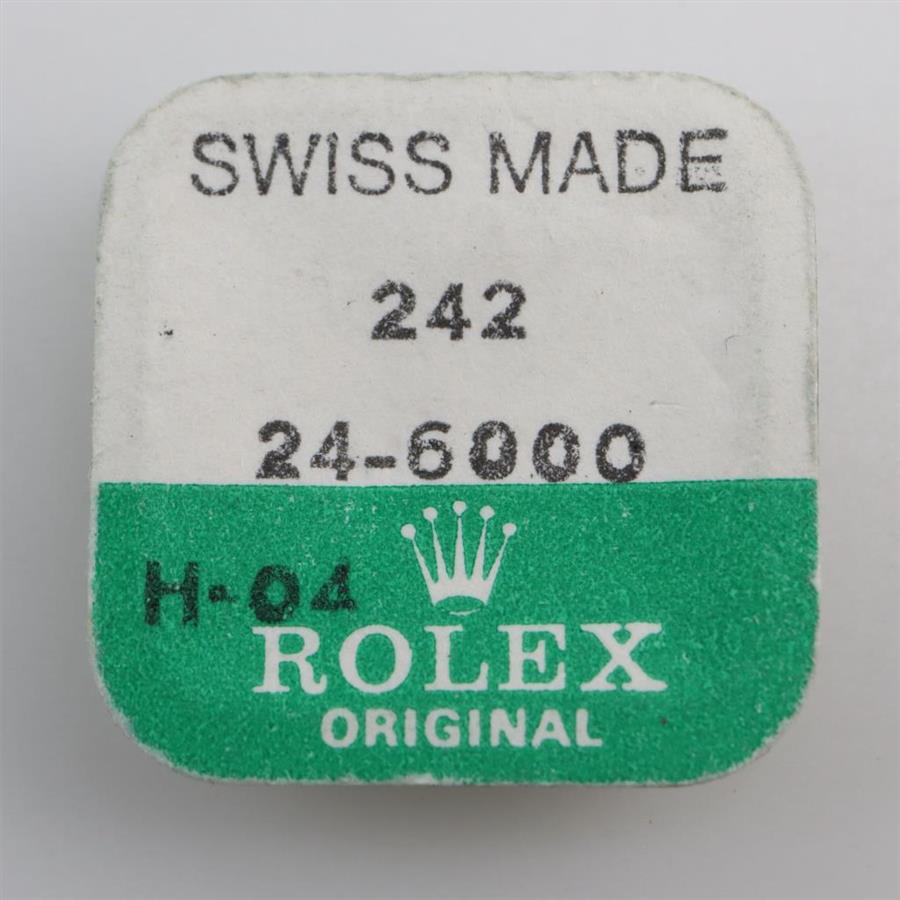 SWISS MADE
242
24-6000
H-04
ROLEX
ORIGINAL